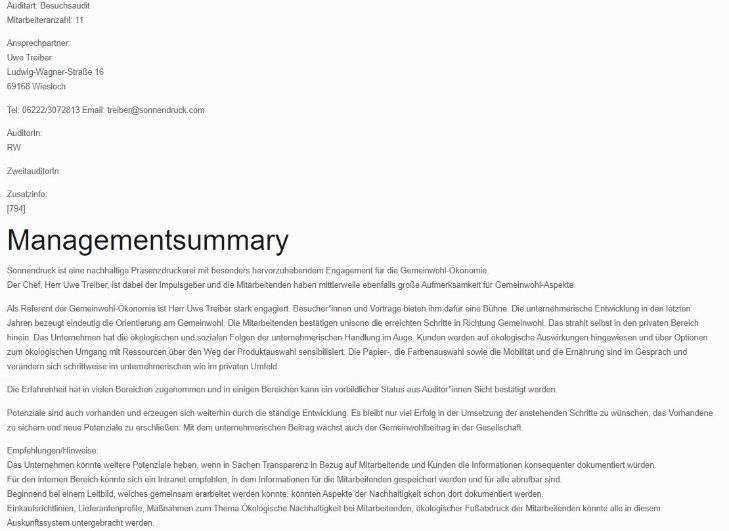 Auditart: Besuchsaudit
Mitarbeiteranzahl: 11
Ansprechpartner:
Uwe Treiber
Ludwig-Wagner-Straße 16
69168 Wiesloch
Tel: 06222/3072813 Email: treiber@sonnendruck.com
AuditorIn:
RW
ZweitauditorIn:
Zusatzinfo:
[794]
Managementsummary
Sonnendruck ist eine nachhaltige Präsenzdruckerei mit besonders hervorzuhebendem Engagement für die Gemeinwohl-Ökonomie.
Der Chef, Herr Uwe Treiber, ist dabei der Impulsgeber und die Mitarbeitenden haben mittlerweile ebenfalls große Aufmerksamkeit für Gemeinwohl-Aspekte.
Als Referent der Gemeinwohl-Ökonomie ist Herr Uwe Treiber stark engagiert. Besucher*innen und Vorträge bieten ihm dafür eine Bühne. Die unternehmerische Entwicklung in den letzten
Jahren bezeugt eindeutig die Orientierung am Gemeinwohl. Die Mitarbeitenden bestätigen unisono die erreichten Schritte in Richtung Gemeinwohl. Das strahlt selbst in den privaten Bereich
hinein. Das Unternehmen hat die ökologischen und sozialen Folgen der unternehmerischen Handlung im Auge. Kunden werden auf ökologische Auswirkungen hingewiesen und über Optionen
zum ökologischen Umgang mit Ressourcen über den Weg der Produktauswahl sensibilisiert. Die Papier-, die Farbenauswahl sowie die Mobilität und die Ernährung sind im Gespräch und
verändern sich schrittweise im unternehmerischen wie im privaten Umfeld.
Die Erfahrenheit hat in vielen Bereichen zugenommen und in einigen Bereichen kann ein vorbildlicher Status aus Auditor*innen Sicht bestätigt werden.
Potenziale sind auch vorhanden und erzeugen sich weiterhin durch die ständige Entwicklung. Es bleibt nur viel Erfolg in der Umsetzung der anstehenden Schritte zu wünschen, das Vorhandene
zu sichern und neue Potenziale zu erschließen. Mit dem unternehmerischen Beitrag wächst auch der Gemeinwohlbeitrag in der Gesellschaft.
Empfehlungen/Hinweise:
Das Unternehmen könnte weitere Potenziale heben, wenn in Sachen Transparenz in Bezug auf Mitarbeitende und Kunden die Informationen konsequenter dokumentiert würden.
Für den internen Bereich könnte sich ein Intranet empfehlen, in dem Informationen für die Mitarbeitenden gespeichert werden und für alle abrufbar sind.
Beginnend bei einem Leitbild, welches gemeinsam erarbeitet werden könnte, könnten Aspekte der Nachhaltigkeit schon dort dokumentiert werden.
Einkaufsrichtlinien, Lieferantenprofile, Maßnahmen zum Thema Ökologische Nachhaltigkeit bei Mitarbeitenden, ökologischer Fußabdruck der Mitarbeitenden könnte alle in diesem
Auskunftssystem untergebracht werden.